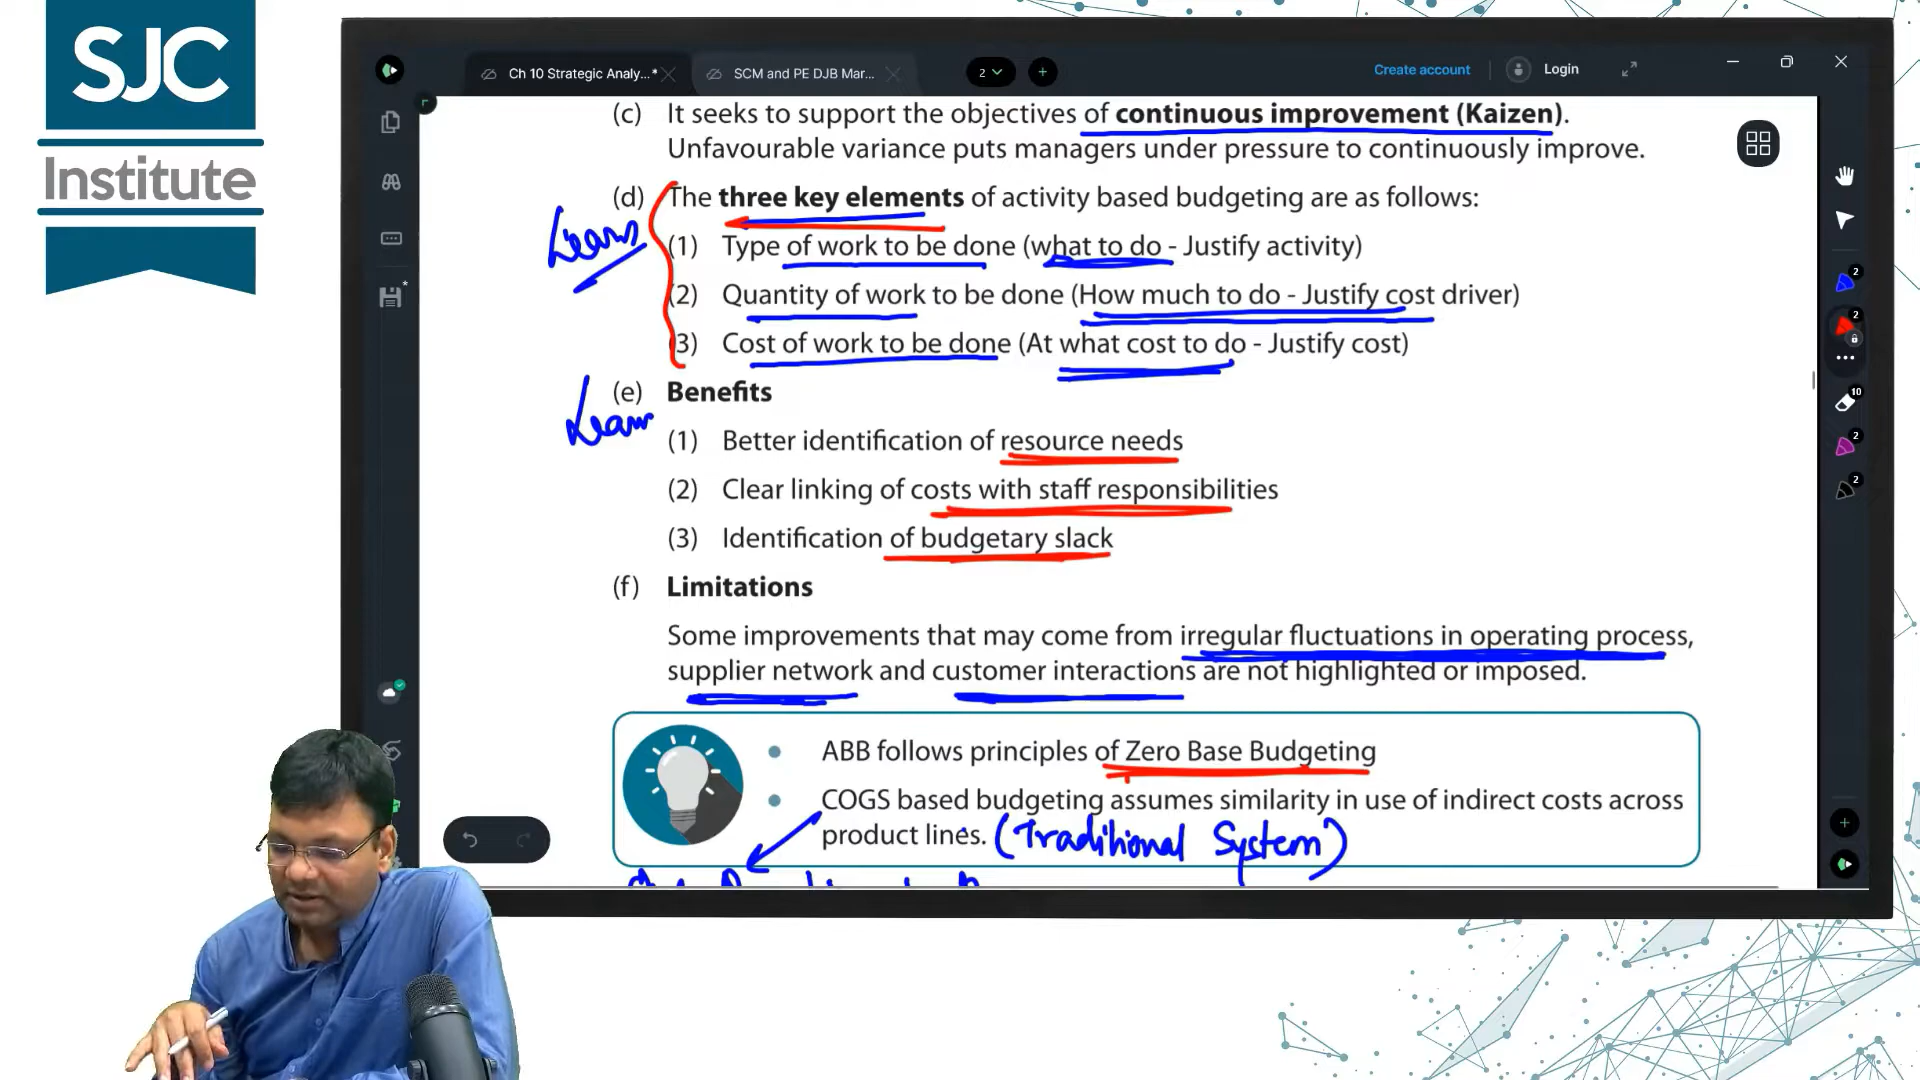 SJC
Institute
Ch 10 Strategic Analy...*
SCM and PE DJB Mar...
2
Create account
Login
(c) It seeks to support the objectives of continuous improvement (Kaizen).
Unfavourable variance puts managers under pressure to continuously improve.
(d) The three key elements of activity based budgeting are as follows:
Learn
(1) Type of work to be done (what to do - Justify activity)
(2) Quantity of work to be done (How much to do - Justify cost driver)
(3) Cost of work to be done (At what cost to do - Justify cost)
(e) Benefits
Learn
(1) Better identification of resource needs
(2) Clear linking of costs with staff responsibilities
(3) Identification of budgetary slack
(f) Limitations
Some improvements that may come from irregular fluctuations in operating process,
supplier network and customer interactions are not highlighted or imposed.
• ABB follows principles of Zero Base Budgeting
• COGS based budgeting assumes similarity in use of indirect costs across
product lines. (Traditional System)
2
2
10
2
2